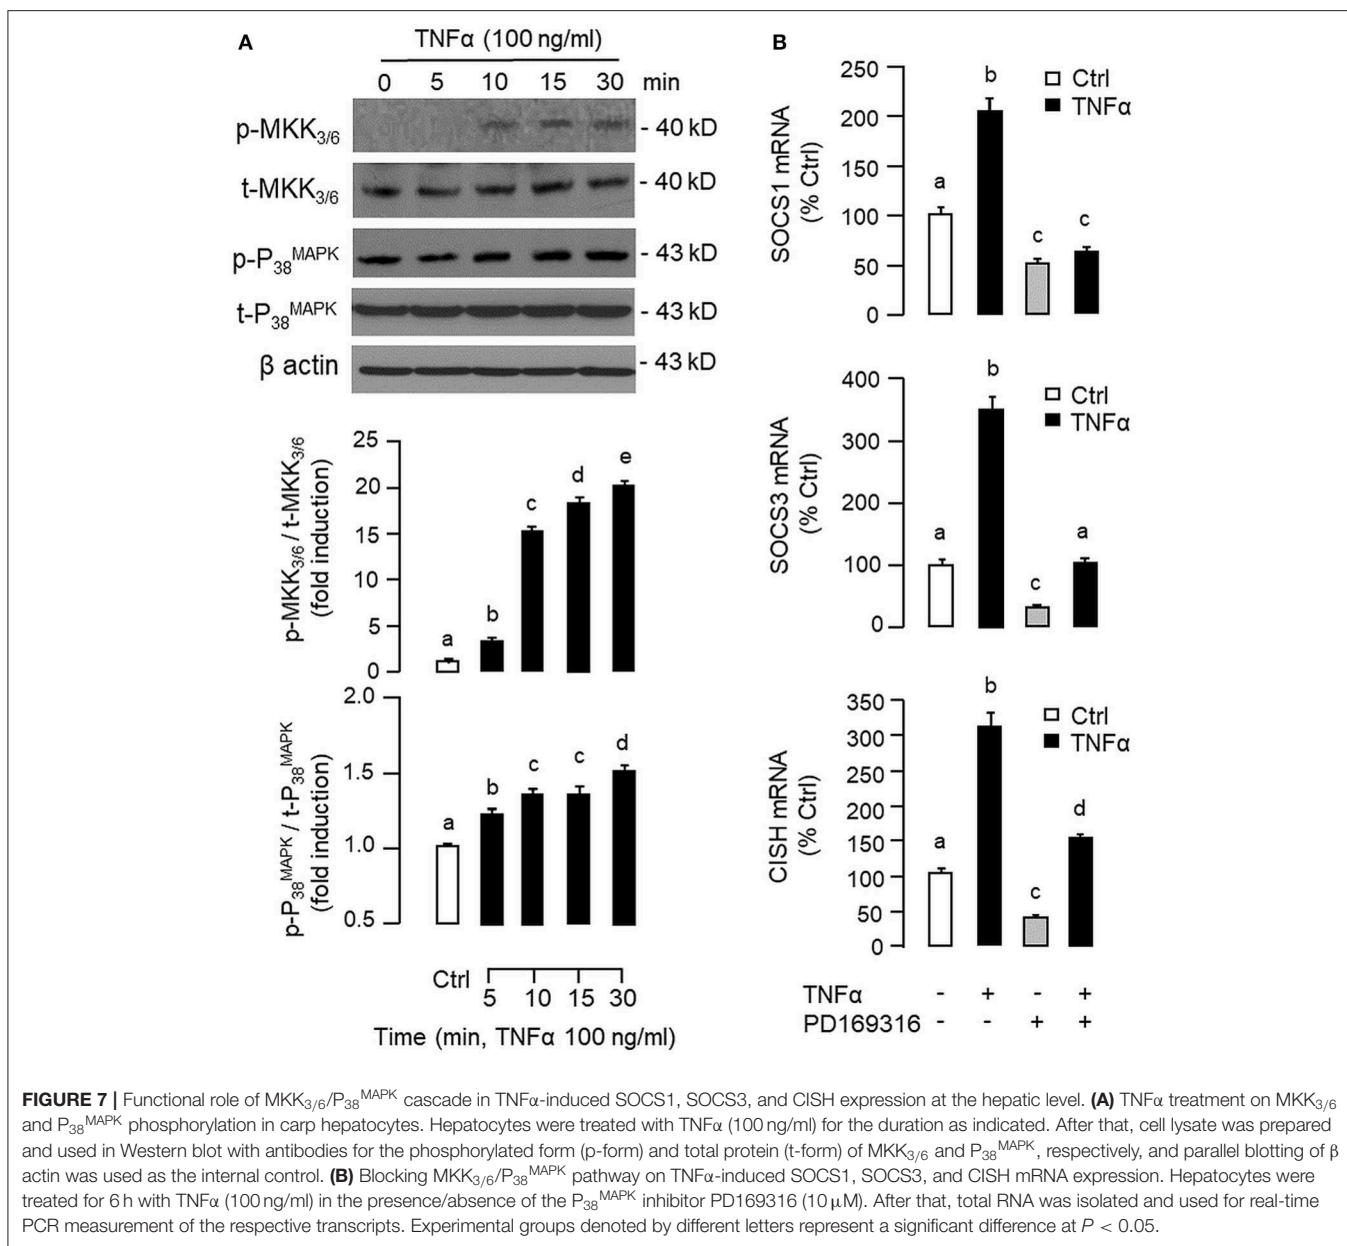 A
TNFα (100 ng/ml)
0 5 10 15 30 min
p-MKK3/6 - 40 kD
t-MKK3/6 - 40 kD
p-P38MAPK - 43 kD
t-P38MAPK - 43 kD
β actin - 43 kD
p-MKK3/6 / t-MKK3/6
(fold induction)
25
20
15
10
5
0
a b c d e
p-P38MAPK / t-P38MAPK
(fold induction)
2.0
1.5
1.0
0.5
a b c c d
Ctrl
5 10 15 30
Time (min, TNFα 100 ng/ml)
B
SOCS1 mRNA
(% Ctrl)
250
200
150
100
50
0
a b c c
Ctrl
TNFα
SOCS3 mRNA
(% Ctrl)
400
300
200
100
0
a b c a
Ctrl
TNFα
CISH mRNA
(% Ctrl)
350
300
250
200
150
100
50
0
a b c d
Ctrl
TNFα
TNFα - + - +
PD169316 - - + +
FIGURE 7 | Functional role of MKK3/6/P38MAPK cascade in TNFα-induced SOCS1, SOCS3, and CISH expression at the hepatic level. (A) TNFα treatment on MKK3/6
and P38MAPK phosphorylation in carp hepatocytes. Hepatocytes were treated with TNFα (100 ng/ml) for the duration as indicated. After that, cell lysate was prepared
and used in Western blot with antibodies for the phosphorylated form (p-form) and total protein (t-form) of MKK3/6 and P38MAPK, respectively, and parallel blotting of β
actin was used as the internal control. (B) Blocking MKK3/6/P38MAPK pathway on TNFα-induced SOCS1, SOCS3, and CISH mRNA expression. Hepatocytes were
treated for 6 h with TNFα (100 ng/ml) in the presence/absence of the P38MAPK inhibitor PD169316 (10 μM). After that, total RNA was isolated and used for real-time
PCR measurement of the respective transcripts. Experimental groups denoted by different letters represent a significant difference at P < 0.05.